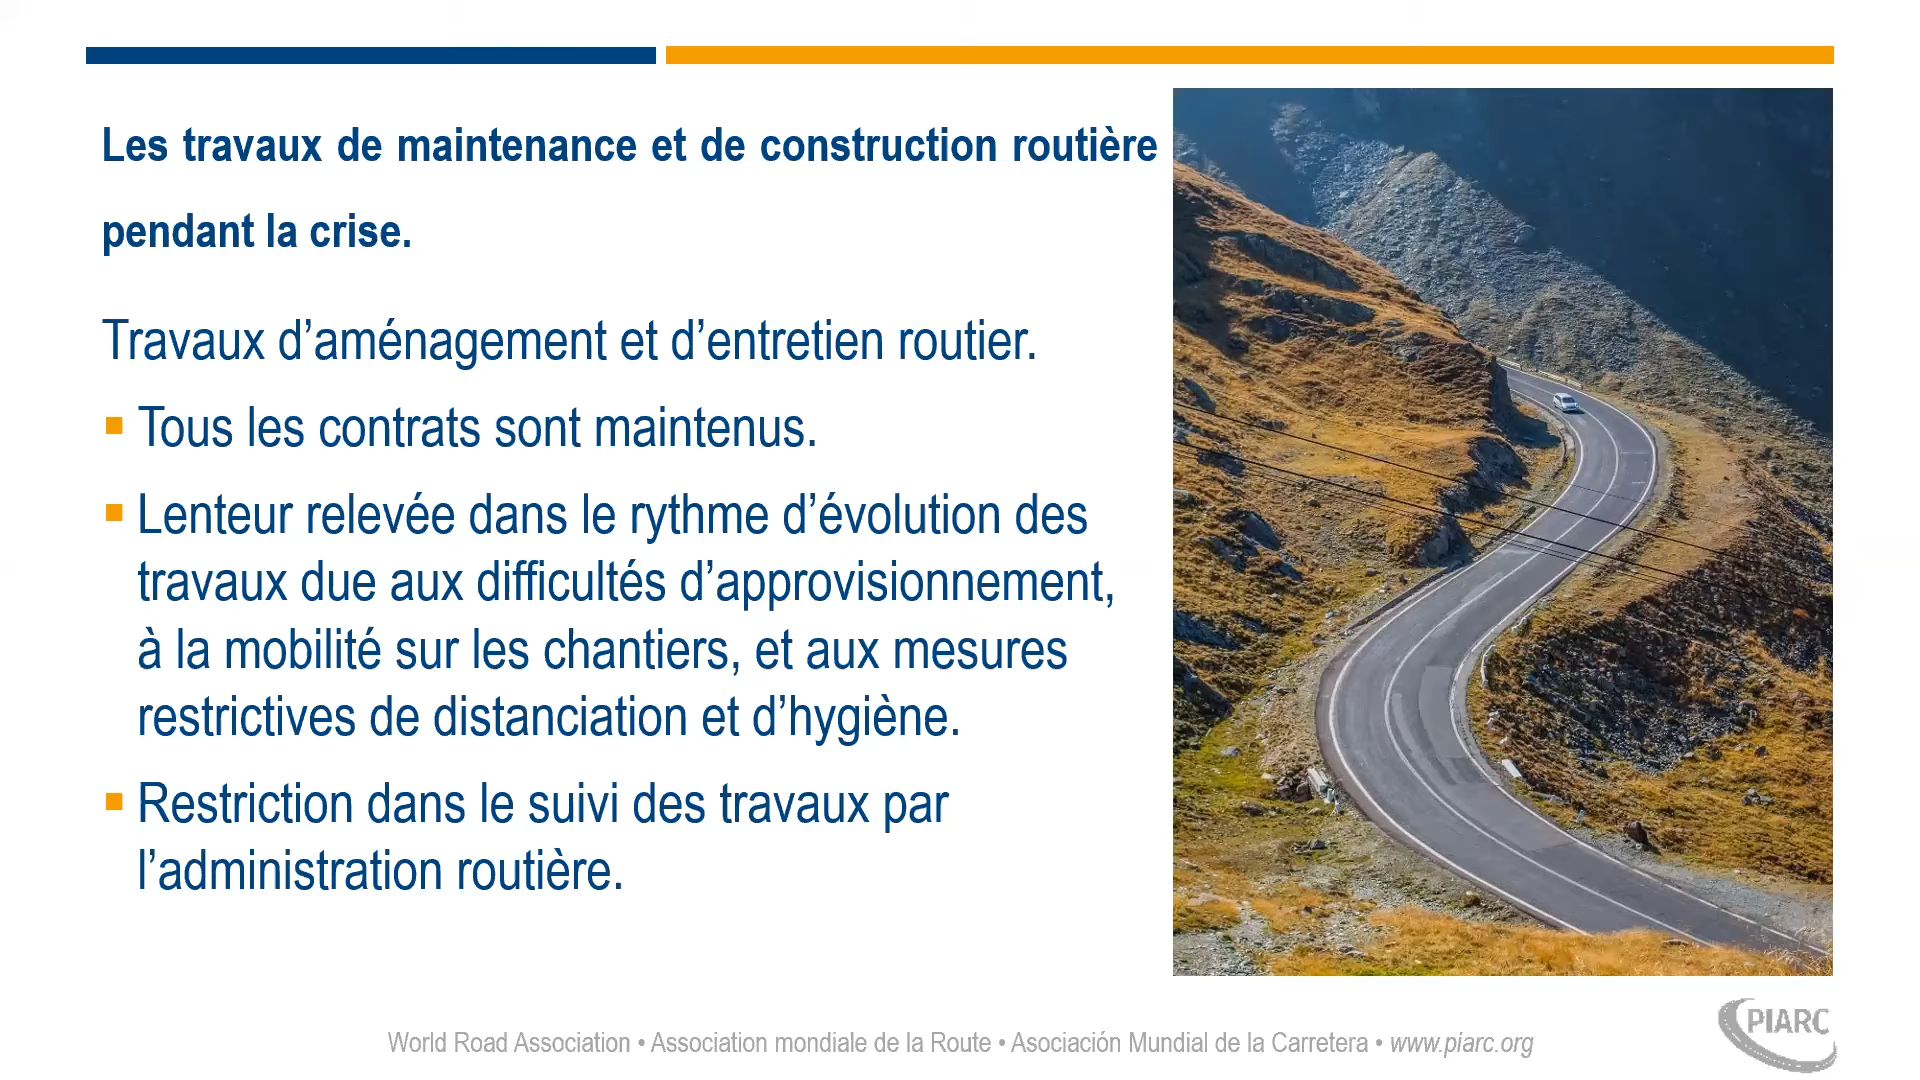 Les travaux de maintenance et de construction routière
pendant la crise.
Travaux d’aménagement et d’entretien routier.
▪ Tous les contrats sont maintenus.
▪ Lenteur relevée dans le rythme d’évolution des
travaux due aux difficultés d’approvisionnement,
à la mobilité sur les chantiers, et aux mesures
restrictives de distanciation et d’hygiène.
▪ Restriction dans le suivi des travaux par
l’administration routière.
World Road Association • Association mondiale de la Route • Asociación Mundial de la Carretera • www.piarc.org
PIARC